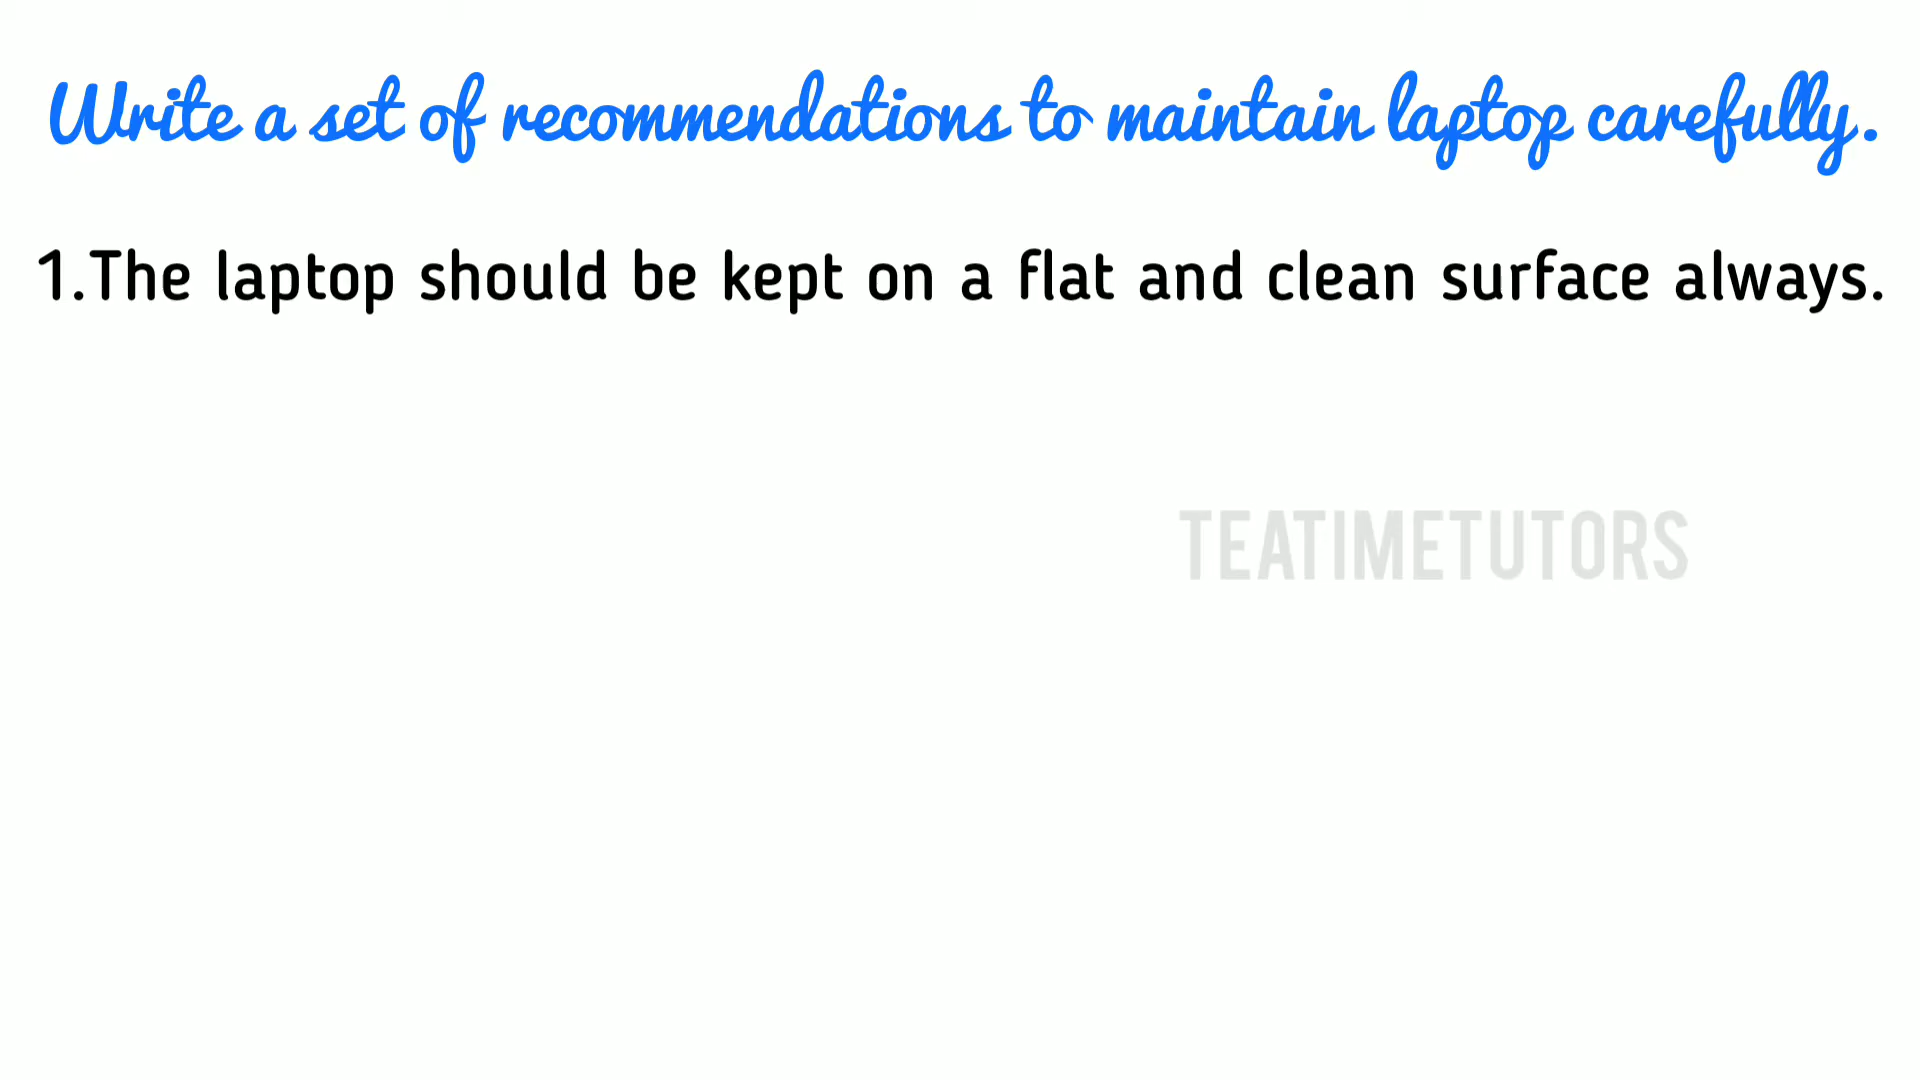 Write a set of recommendations to maintain laptop carefully.
1.The laptop should be kept on a flat and clean surface always.
TEATIMETUTORS